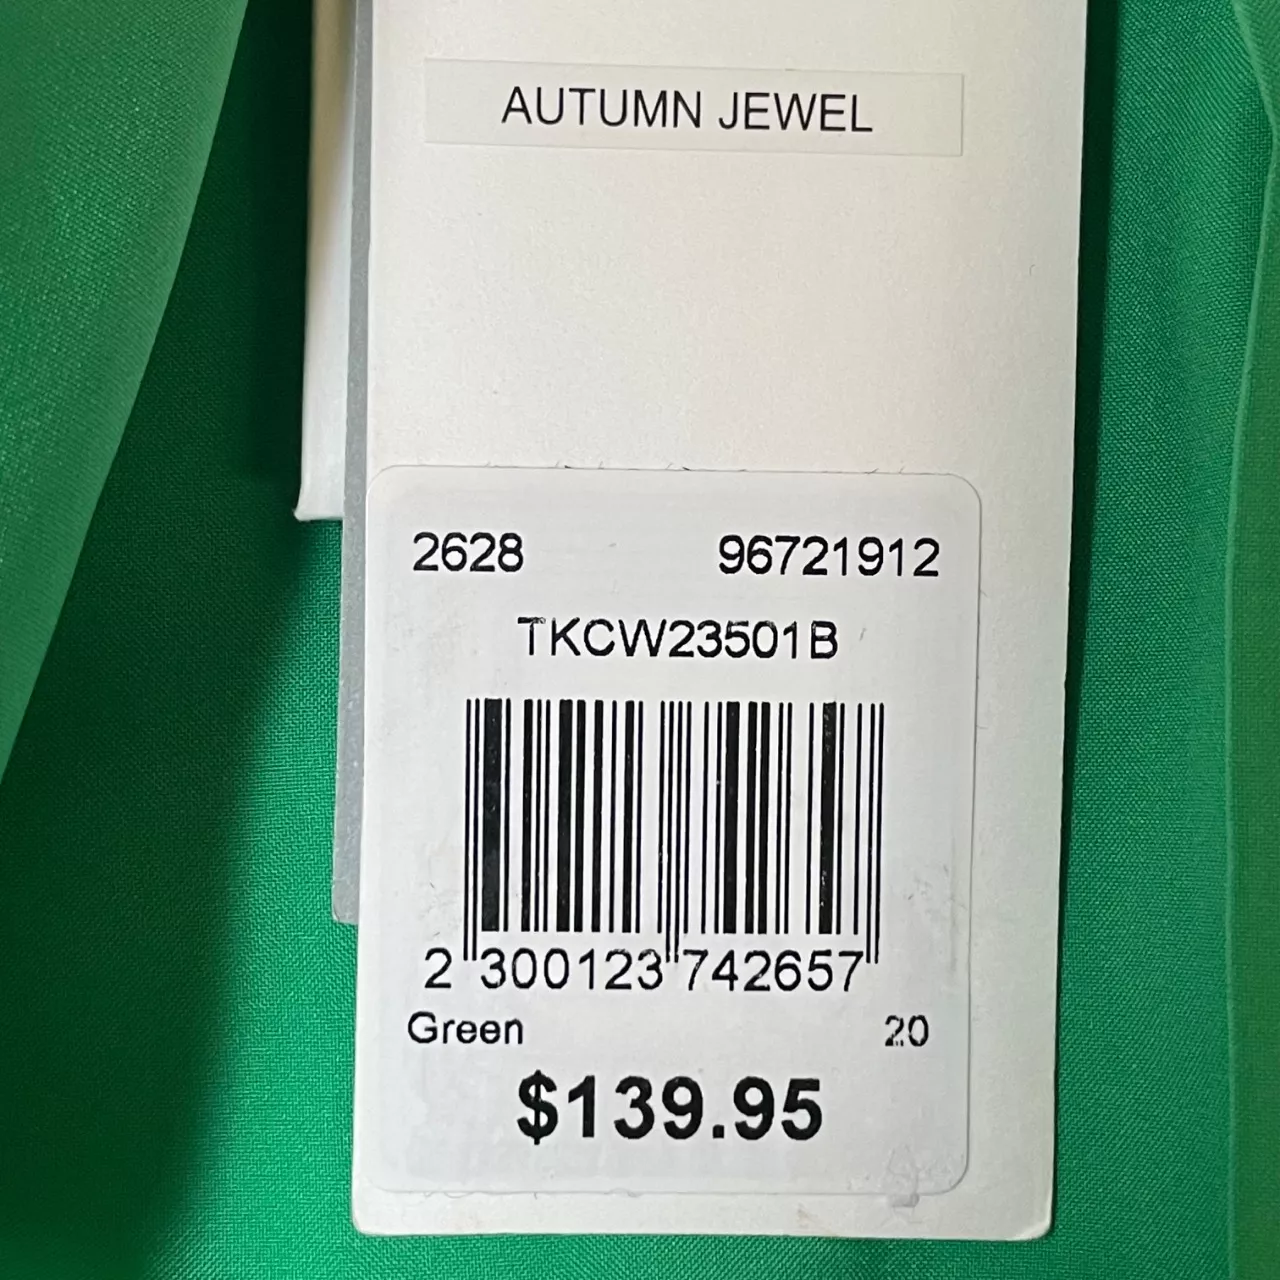 AUTUMN JEWEL
2628 96721912
TKCW23501B
2 300123 742657
Green 20
$139.95